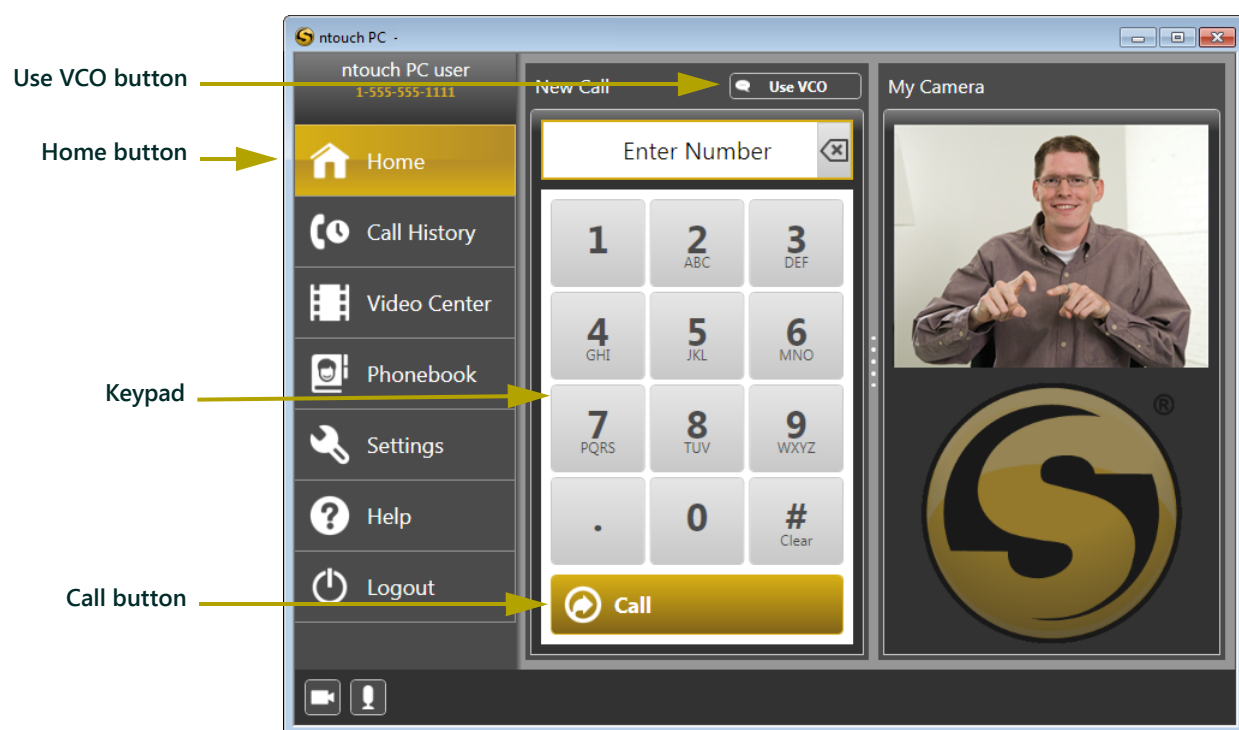 ntouch PC -
Use VCO button
Home button
Keypad
Call button
ntouch PC user
1-555-555-1111
Home
Call History
Video Center
Phonebook
Settings
Help
Logout
New Call
Use VCO
Enter Number
1
2
ABC
3
DEF
4
GHI
5
JKL
6
MNO
7
PQRS
8
TUV
9
WXYZ
.
0
#
Clear
Call
My Camera
S
®